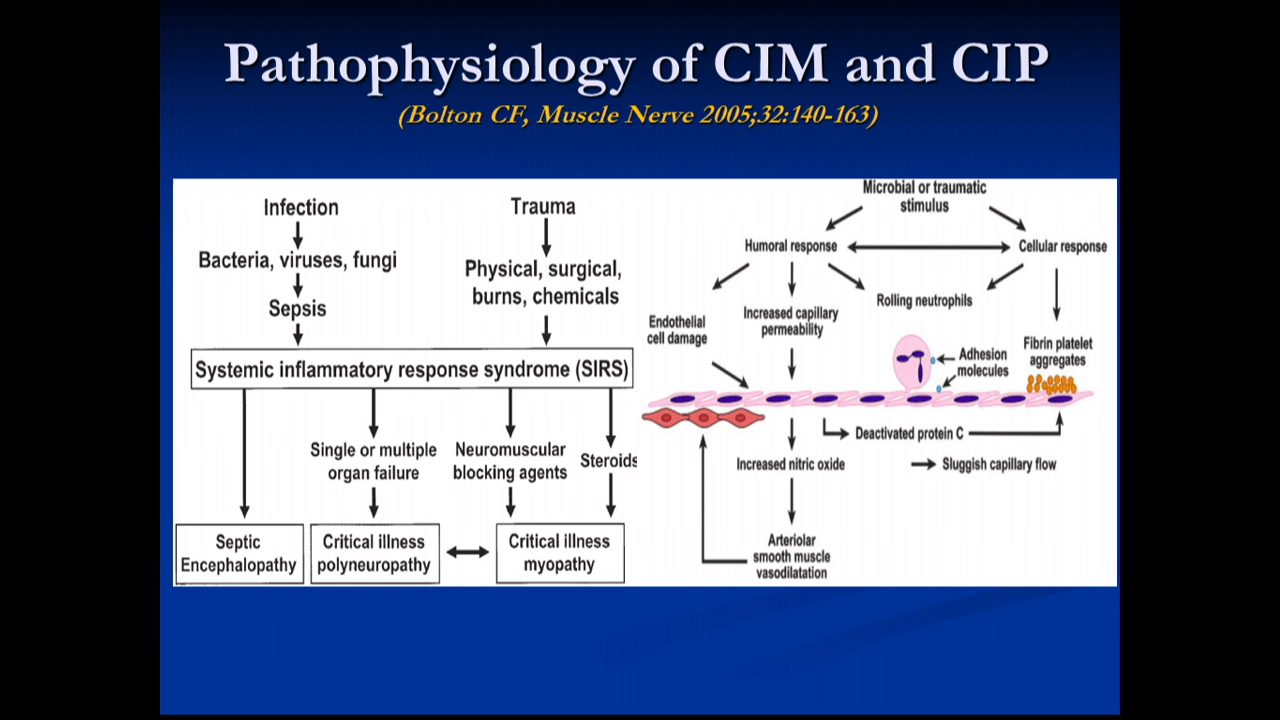 Pathophysiology of CIM and CIP
(Bolton CF, Muscle Nerve 2005;32:140-163)
Infection
Bacteria, viruses, fungi
Sepsis
Trauma
Physical, surgical,
burns, chemicals
Systemic inflammatory response syndrome (SIRS)
Single or multiple
organ failure
Neuromuscular
blocking agents
Steroids
Septic
Encephalopathy
Critical illness
polyneuropathy
Critical illness
myopathy
Microbial or traumatic
stimulus
Humoral response
Cellular response
Endothelial
cell damage
Increased capillary
permeability
Rolling neutrophils
Adhesion
molecules
Fibrin platelet
aggregates
Deactivated protein C
Increased nitric oxide
Sluggish capillary flow
Arteriolar
smooth muscle
vasodilatation